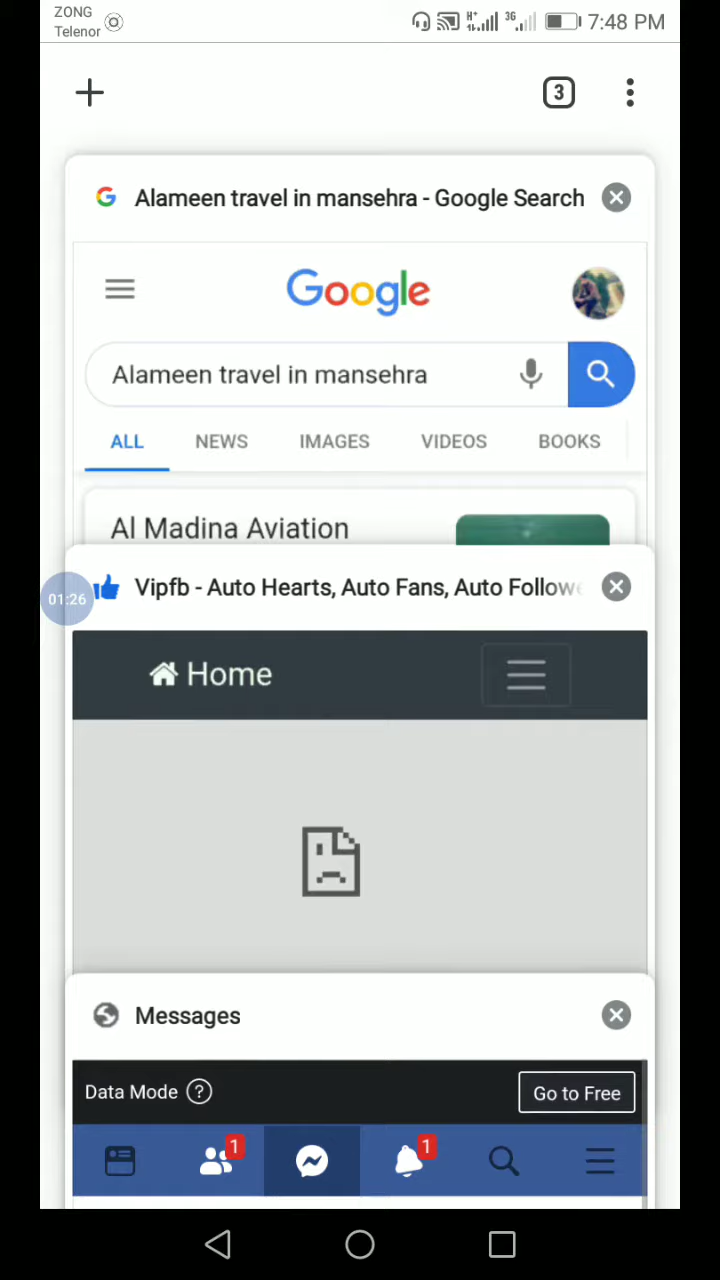 ZONG
Telenor
H+
3G
7:48 PM
3
Alameen travel in mansehra - Google Search
Google
Alameen travel in mansehra
ALL NEWS IMAGES VIDEOS BOOKS
Al Madina Aviation
01:26
Vipfb - Auto Hearts, Auto Fans, Auto Followe
Home
Messages
Data Mode ?
Go to Free
1
1